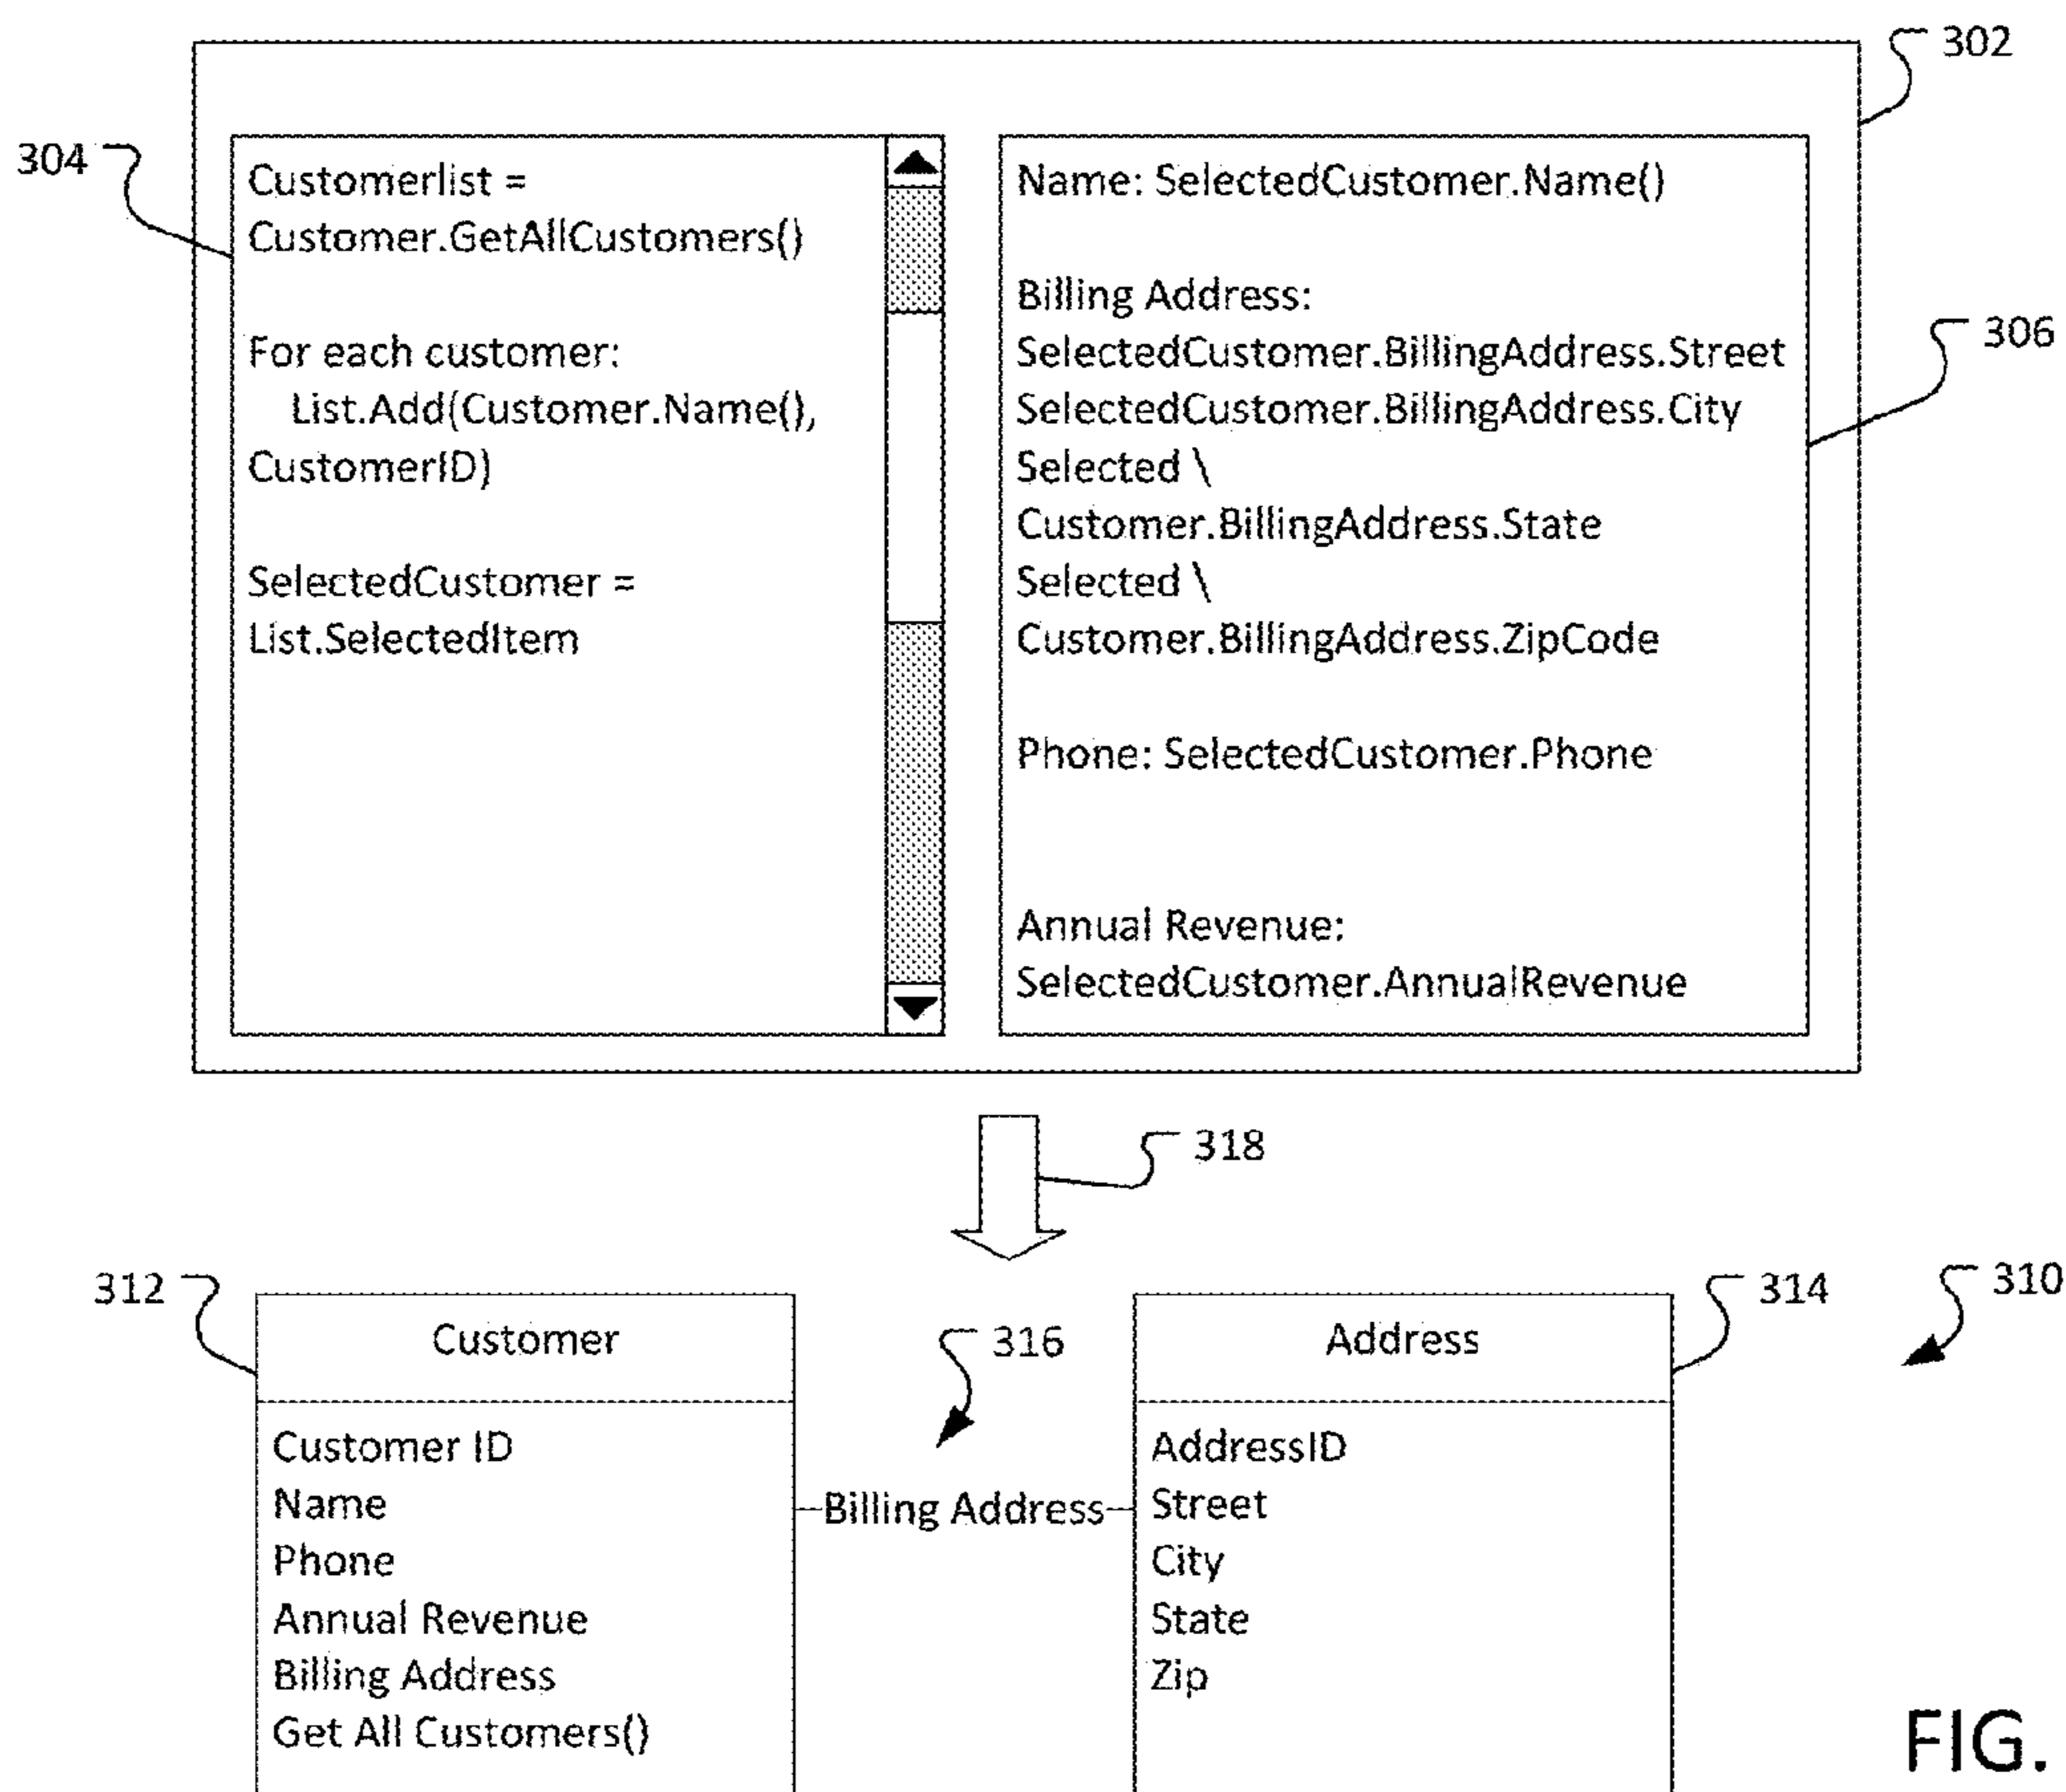 302
304
Customerlist =
Customer.GetAllCustomers()
For each customer:
List.Add(Customer.Name(),
CustomerID)
SelectedCustomer =
List.SelectedItem
Name: SelectedCustomer.Name()
Billing Address:
SelectedCustomer.BillingAddress.Street
SelectedCustomer.BillingAddress.City
Selected \
Customer.BillingAddress.State
Selected \
Customer.BillingAddress.ZipCode
Phone: SelectedCustomer.Phone
Annual Revenue:
SelectedCustomer.AnnualRevenue
306
318
312
Customer
Customer ID
Name
Phone
Annual Revenue
Billing Address
Get All Customers()
316
Billing Address
314
Address
AddressID
Street
City
State
Zip
310
FIG.